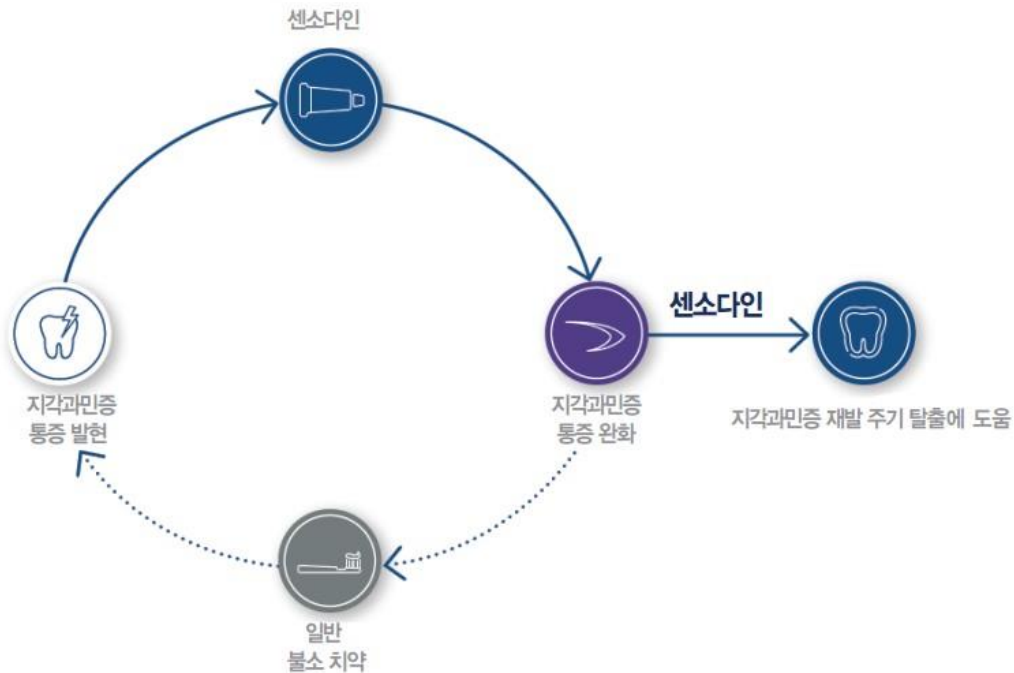 센소다인
센소다인
지각과민증
통증 발현
지각과민증
통증 완화
지각과민증 재발 주기 탈출에 도움
일반
불소 치약